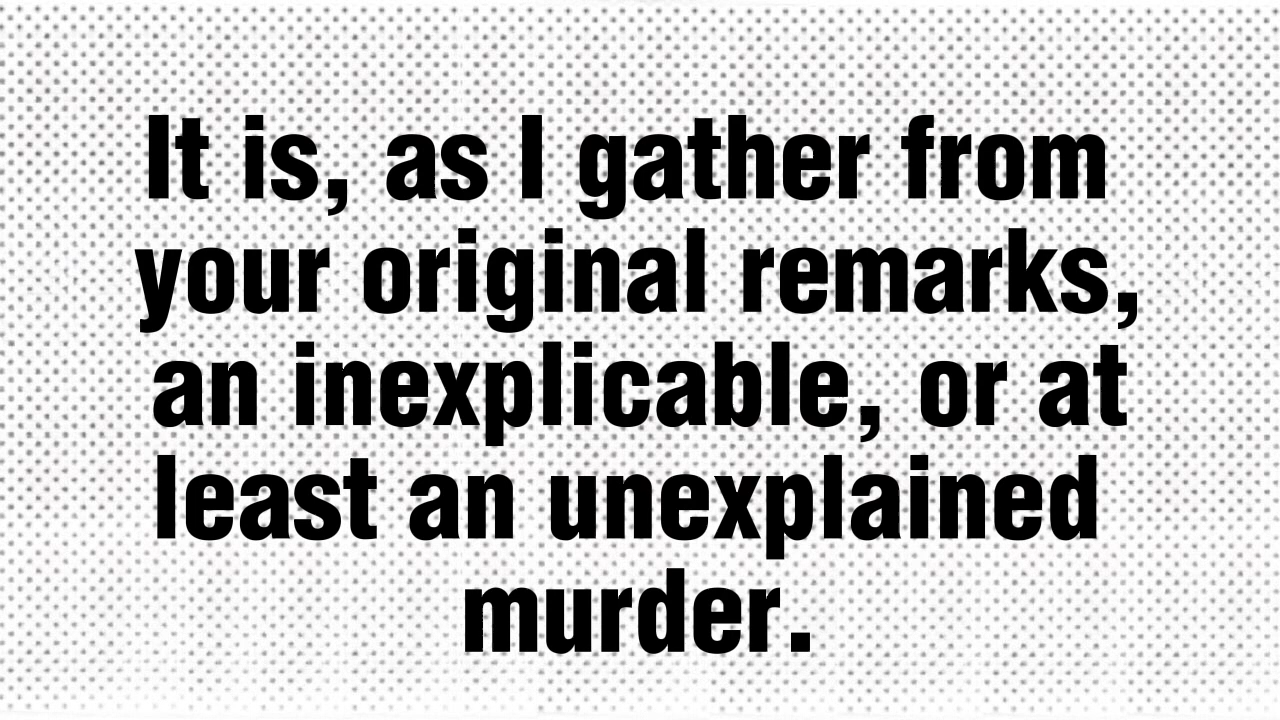 It is, as I gather from
your original remarks,
an inexplicable, or at
least an unexplained
murder.